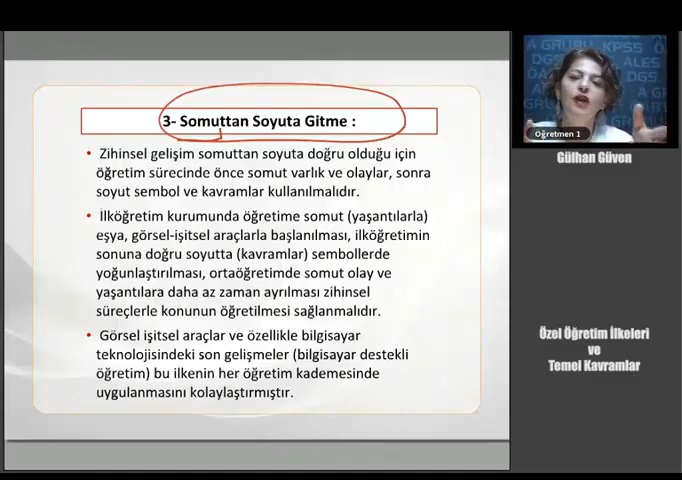 3- Somuttan Soyuta Gitme :
• Zihinsel gelişim somuttan soyuta doğru olduğu için
öğretim sürecinde önce somut varlık ve olaylar, sonra
soyut sembol ve kavramlar kullanılmalıdır.
• İlköğretim kurumunda öğretime somut (yaşantılarla)
eşya, görsel-işitsel araçlarla başlanılması, ilköğretimin
sonuna doğru soyutta (kavramlar) sembollerde
yoğunlaştırılması, ortaöğretimde somut olay ve
yaşantılara daha az zaman ayrılması zihinsel
süreçlerle konunun öğretilmesi sağlanmalıdır.
• Görsel işitsel araçlar ve özellikle bilgisayar
teknolojisindeki son gelişmeler (bilgisayar destekli
öğretim) bu ilkenin her öğretim kademesinde
uygulanmasını kolaylaştırmıştır.
A GRUBU KPSS
DGS
ALES
DGS
Öğretmen 1
Gülhan Güven
Özel Öğretim İlkeleri
ve
Temel Kavramlar